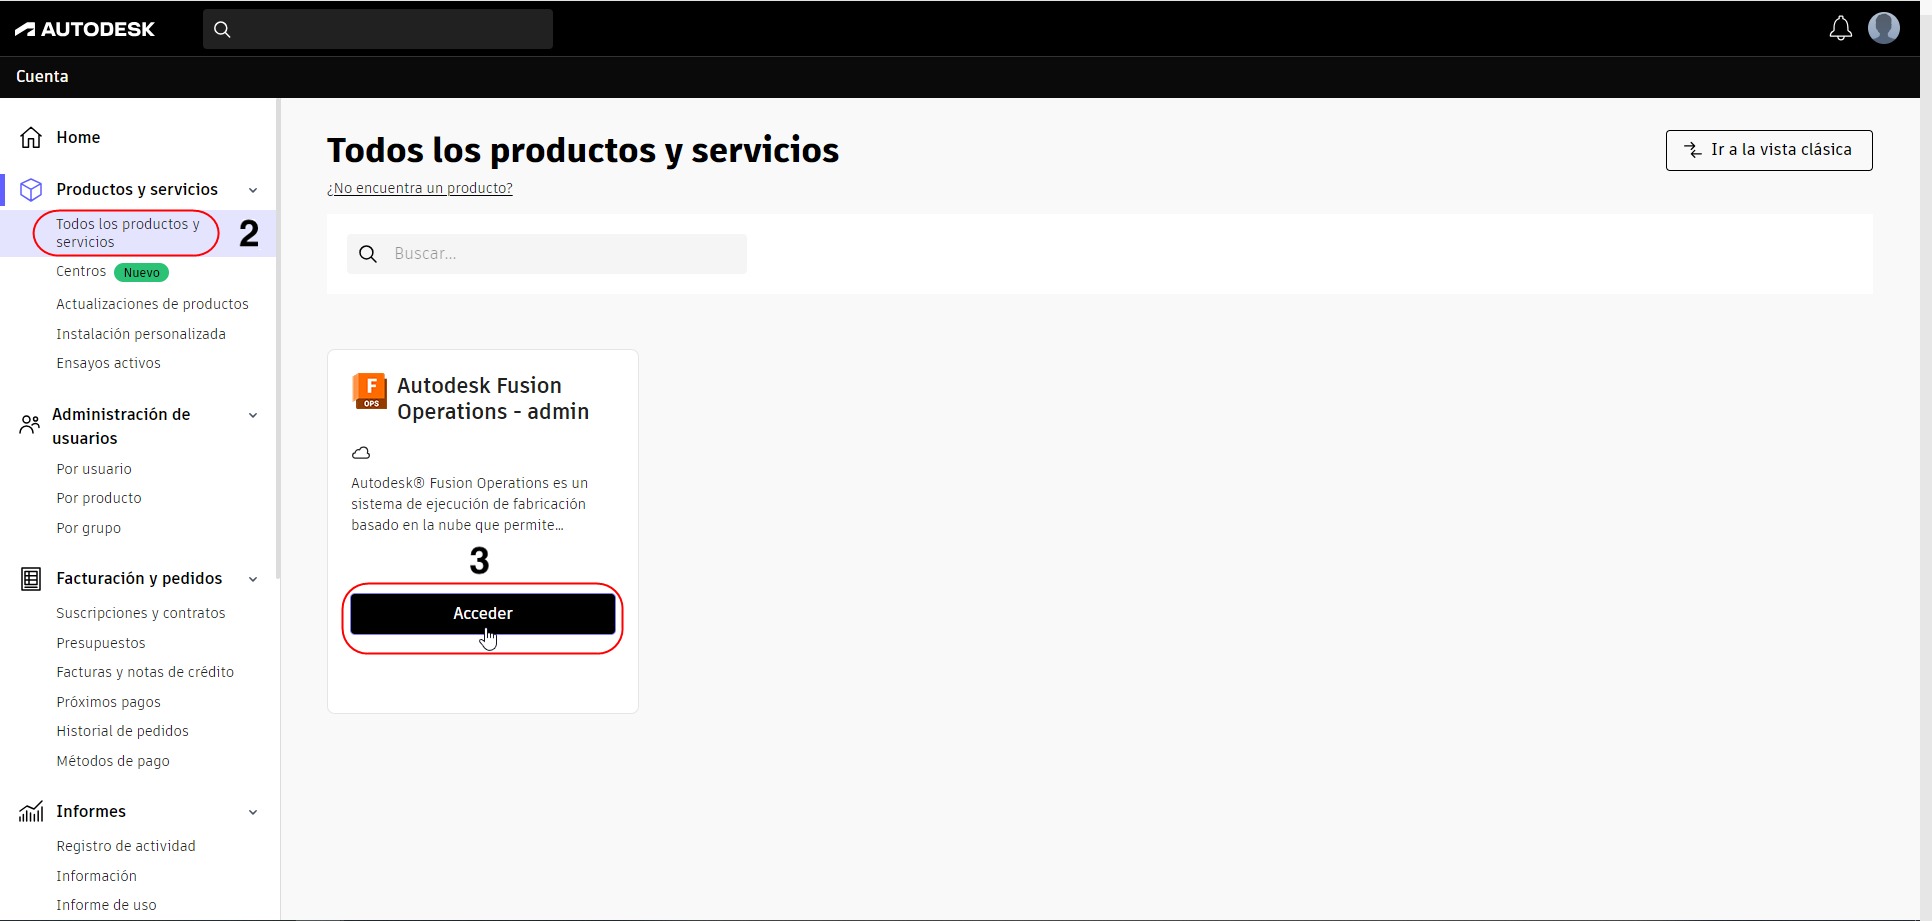 AUTODESK
Cuenta
Home
Productos y servicios
Todos los productos y
servicios
2
Centros Nuevo
Actualizaciones de productos
Instalación personalizada
Ensayos activos
Administración de
usuarios
Por usuario
Por producto
Por grupo
Facturación y pedidos
Suscripciones y contratos
Presupuestos
Facturas y notas de crédito
Próximos pagos
Historial de pedidos
Métodos de pago
Informes
Registro de actividad
Información
Informe de uso
Todos los productos y servicios
Ir a la vista clásica
¿No encuentra un producto?
Buscar...
F
OPS
Autodesk Fusion
Operations - admin
Autodesk® Fusion Operations es un
sistema de ejecución de fabricación
basado en la nube que permite...
3
Acceder